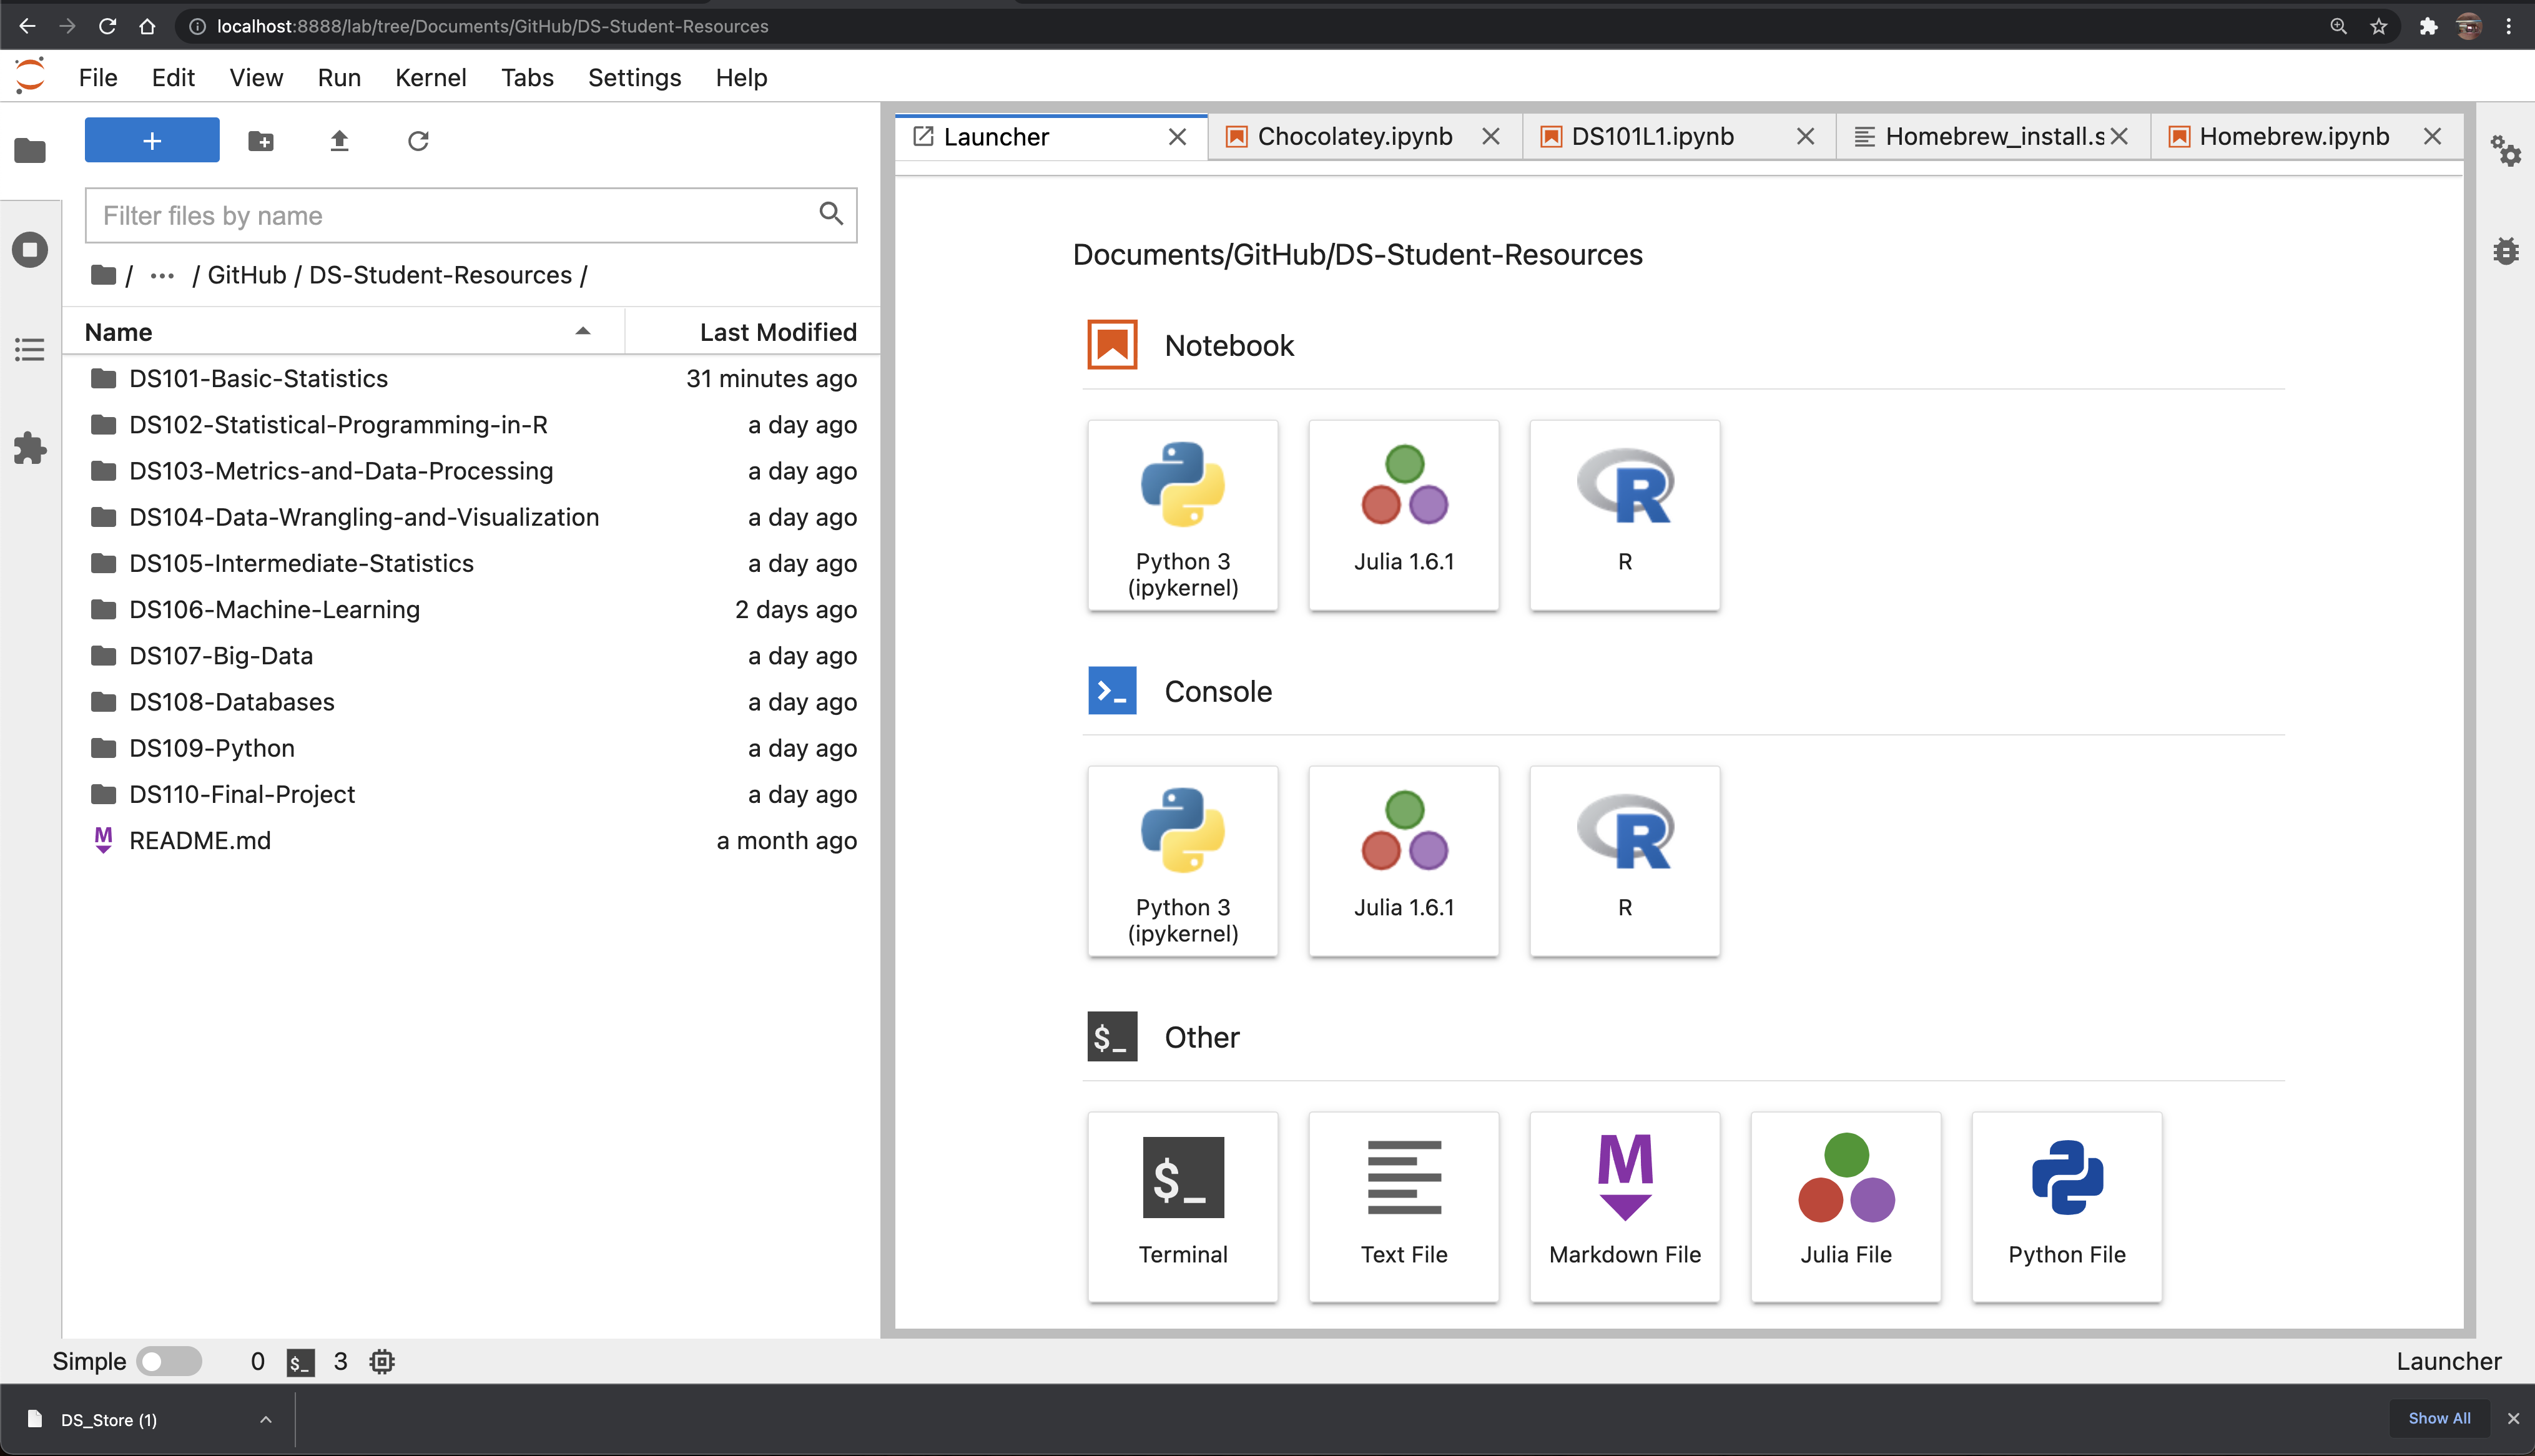 localhost:8888/lab/tree/Documents/GitHub/DS-Student-Resources
File Edit View Run Kernel Tabs Settings Help
+
Filter files by name
/ ... / GitHub / DS-Student-Resources /
Name Last Modified
DS101-Basic-Statistics 31 minutes ago
DS102-Statistical-Programming-in-R a day ago
DS103-Metrics-and-Data-Processing a day ago
DS104-Data-Wrangling-and-Visualization a day ago
DS105-Intermediate-Statistics a day ago
DS106-Machine-Learning 2 days ago
DS107-Big-Data a day ago
DS108-Databases a day ago
DS109-Python a day ago
DS110-Final-Project a day ago
README.md a month ago
Launcher Chocolatey.ipynb DS101L1.ipynb Homebrew_install.s Homebrew.ipynb
Documents/GitHub/DS-Student-Resources
Notebook
Python 3 (ipykernel)
Julia 1.6.1
R
Console
Python 3 (ipykernel)
Julia 1.6.1
R
$_ Other
$_ Terminal
Text File
M Markdown File
Julia File
Python File
Simple 0 $_ 3 Launcher
DS_Store (1) Show All